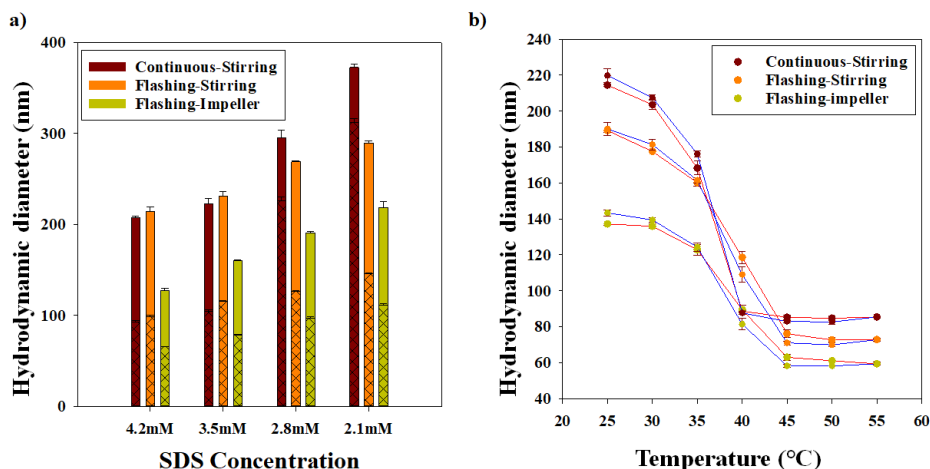 a)
Hydrodynamic diameter (nm)
400
300
200
100
0
Continuous-Stirring
Flashing-Stirring
Flashing-Impeller
4.2mM 3.5mM 2.8mM 2.1mM
SDS Concentration
b)
Hydrodynamic diameter (nm)
240
220
200
180
160
140
120
100
80
60
40
Continuous-Stirring
Flashing-Stirring
Flashing-impeller
20 25 30 35 40 45 50 55 60
Temperature (°C)